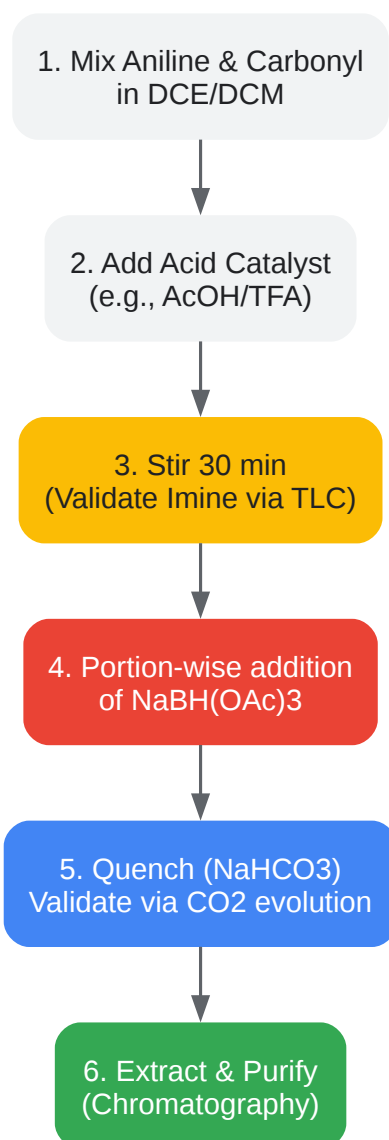 1. Mix Aniline & Carbonyl
in DCE/DCM
2. Add Acid Catalyst
(e.g., AcOH/TFA)
3. Stir 30 min
(Validate Imine via TLC)
4. Portion-wise addition
of NaBH(OAc)3
5. Quench (NaHCO3)
Validate via CO2 evolution
6. Extract & Purify
(Chromatography)